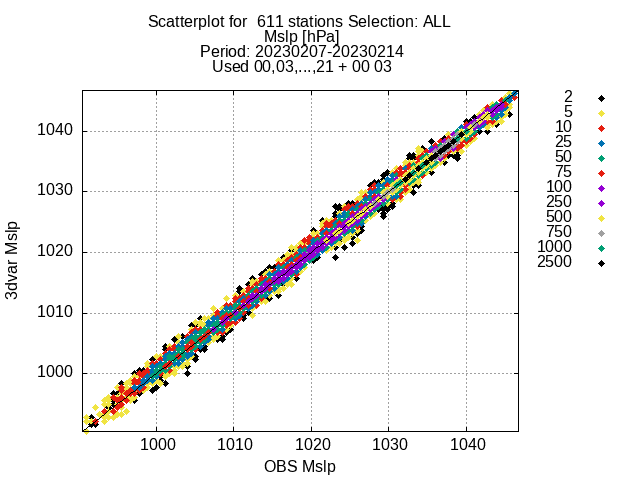 Scatterplot for  611 stations Selection: ALL
Mslp [hPa]
Period: 20230207-20230214
Used 00,03,...,21 + 00 03
2
5
10
25
50
75
100
250
500
750
1000
2500
1040
1030
1020
1010
1000
3dvar Mslp
1000 1010 1020 1030 1040
OBS Mslp